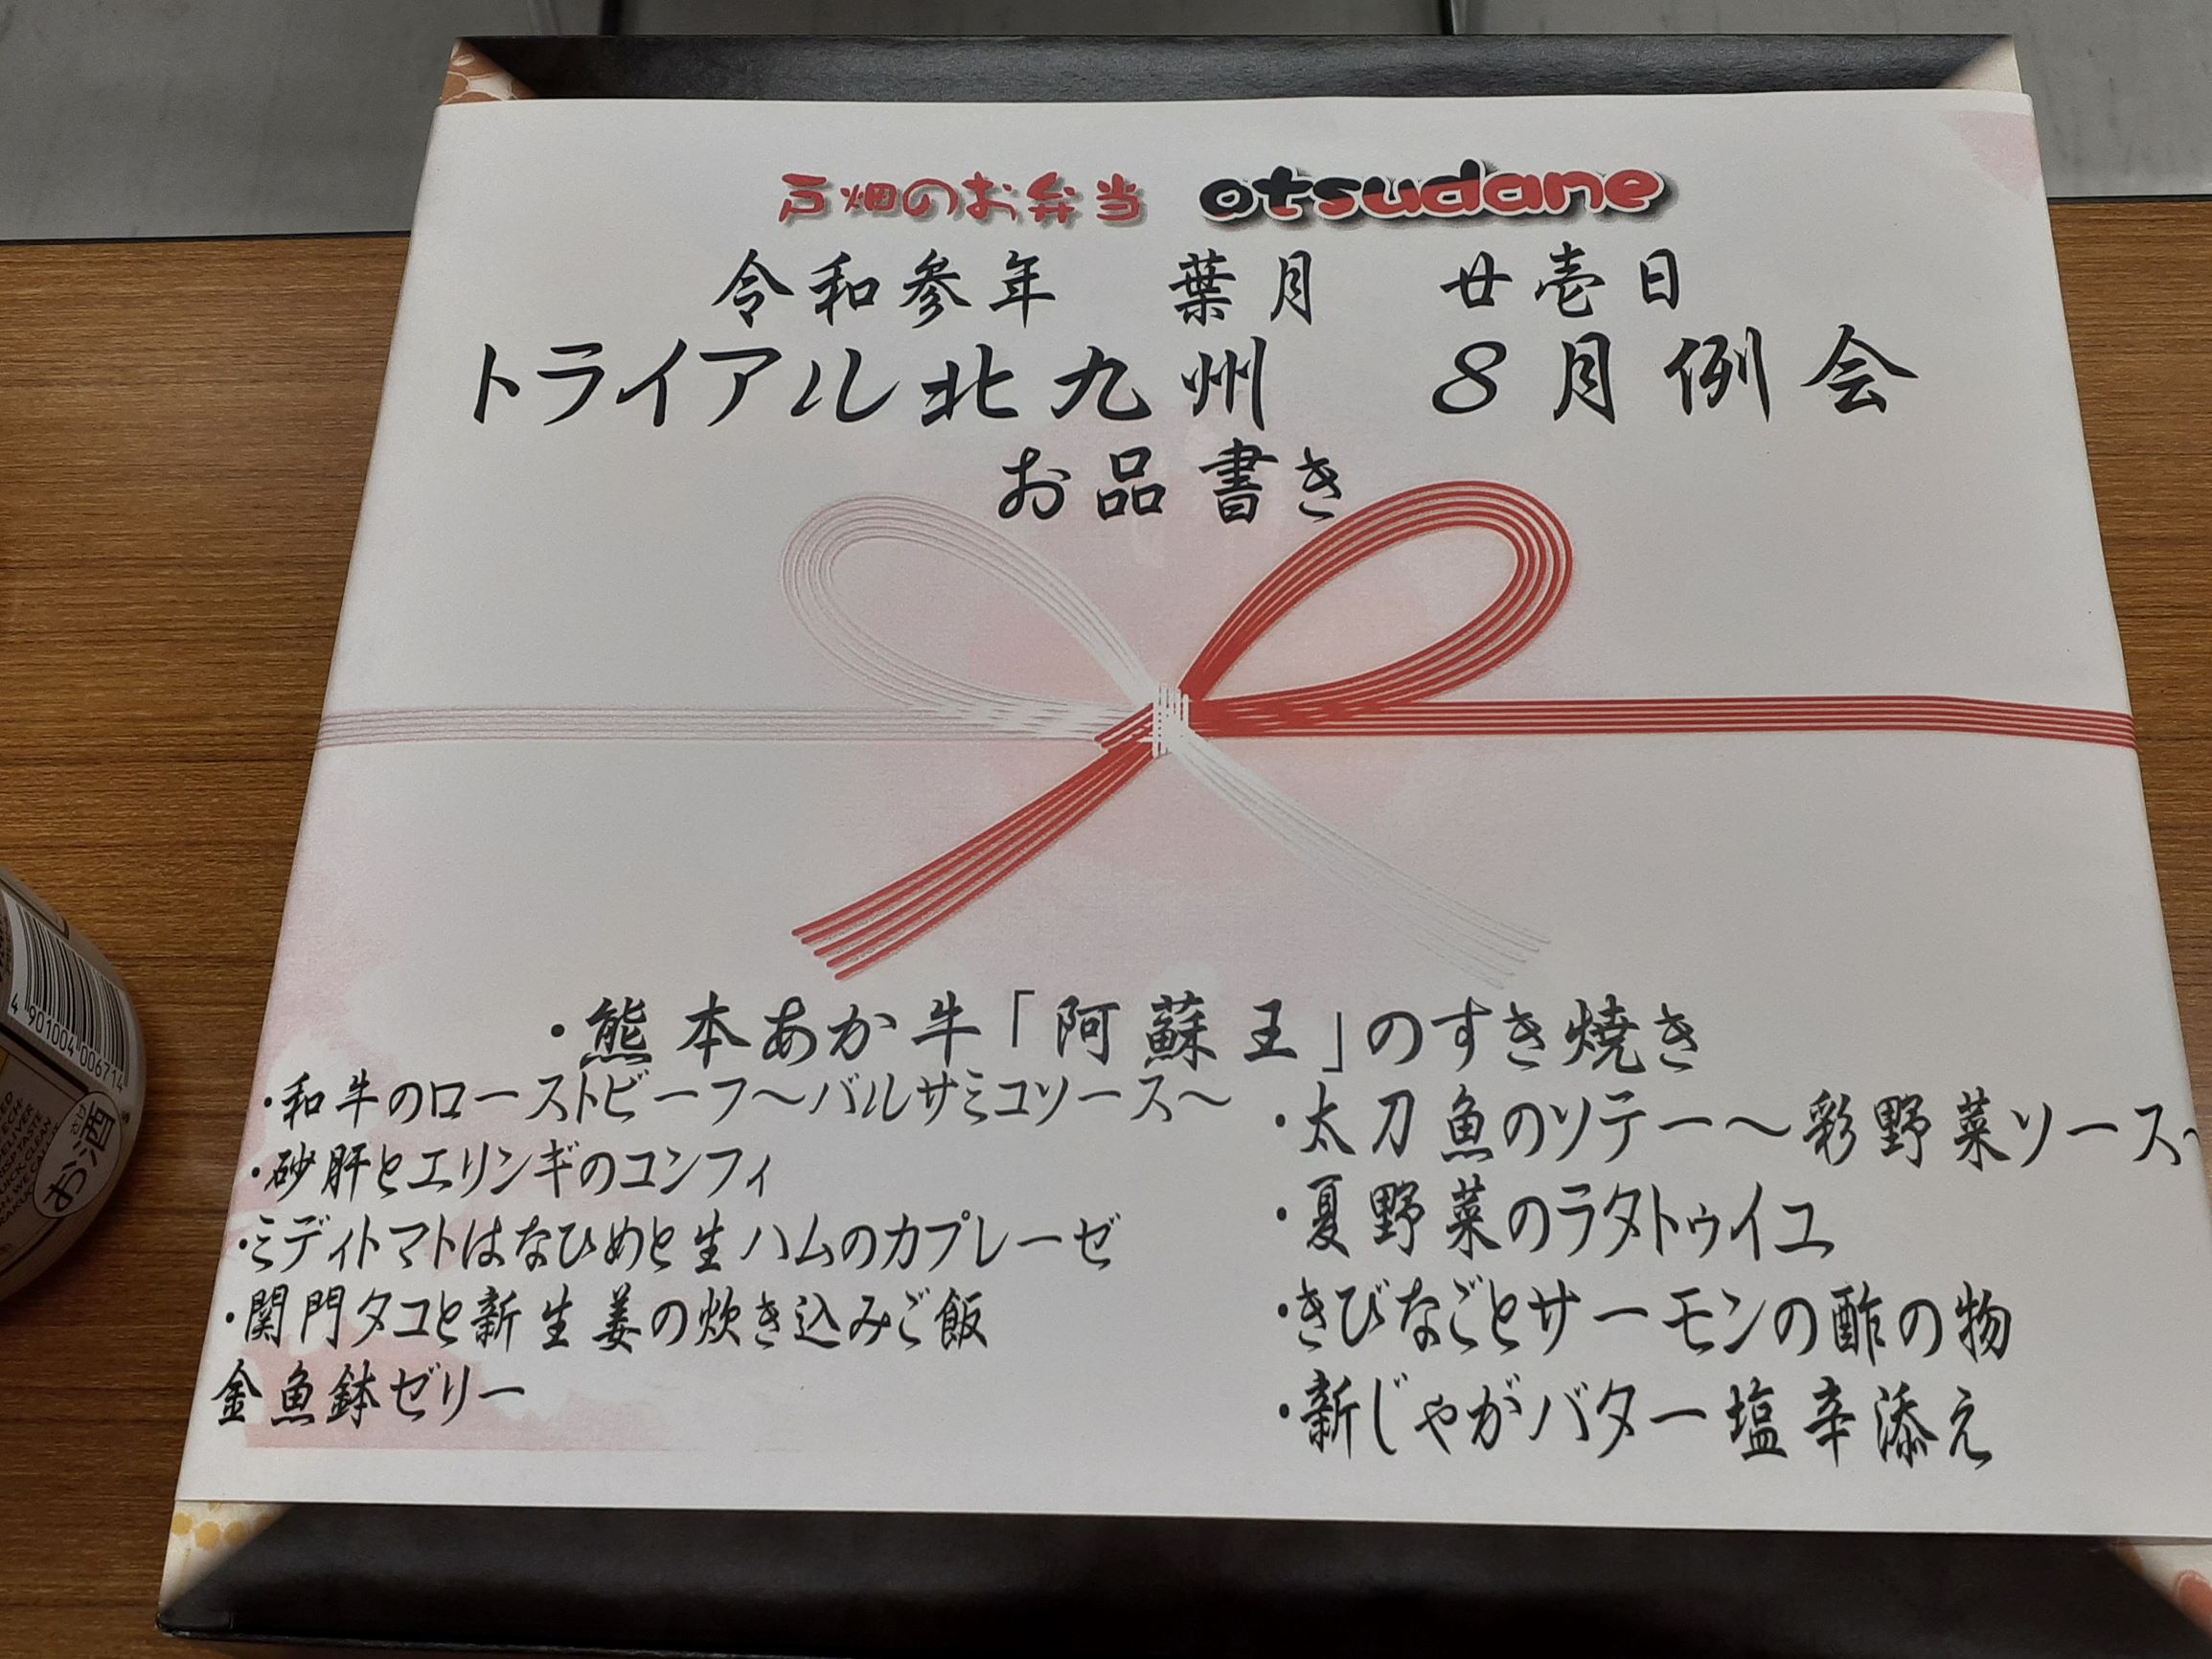 戸畑のお弁当 otsudane
令和参年 葉月 廿壱日
トライアル北九州 8月例会
お品書き
・熊本あか牛「阿蘇王」のすき焼き
・和牛のローストビーフ～バルサミコソース～
・砂肝とエリンギのコンフィ
・ミディトマトはなひめと生ハムのカプレーゼ
・関門タコと新生姜の炊き込みご飯
金魚鉢ゼリー
・太刀魚のソテー～彩野菜ソース～
・夏野菜のラタトゥイユ
・きびなごとサーモンの酢の物
・新じゃがバター塩辛添え
4 901004 006714
お酒